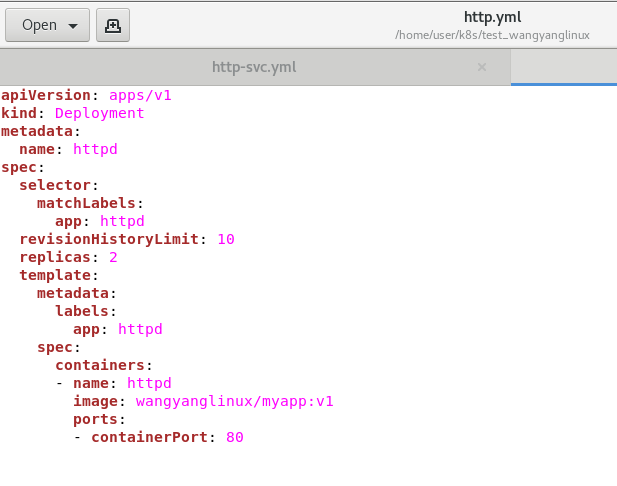 Open
http.yml
/home/user/k8s/test_wangyanglinux
http-svc.yml ×
apiVersion: apps/v1
kind: Deployment
metadata:
  name: httpd
spec:
  selector:
    matchLabels:
      app: httpd
  revisionHistoryLimit: 10
  replicas: 2
  template:
    metadata:
      labels:
        app: httpd
    spec:
      containers:
      - name: httpd
        image: wangyanglinux/myapp:v1
        ports:
        - containerPort: 80